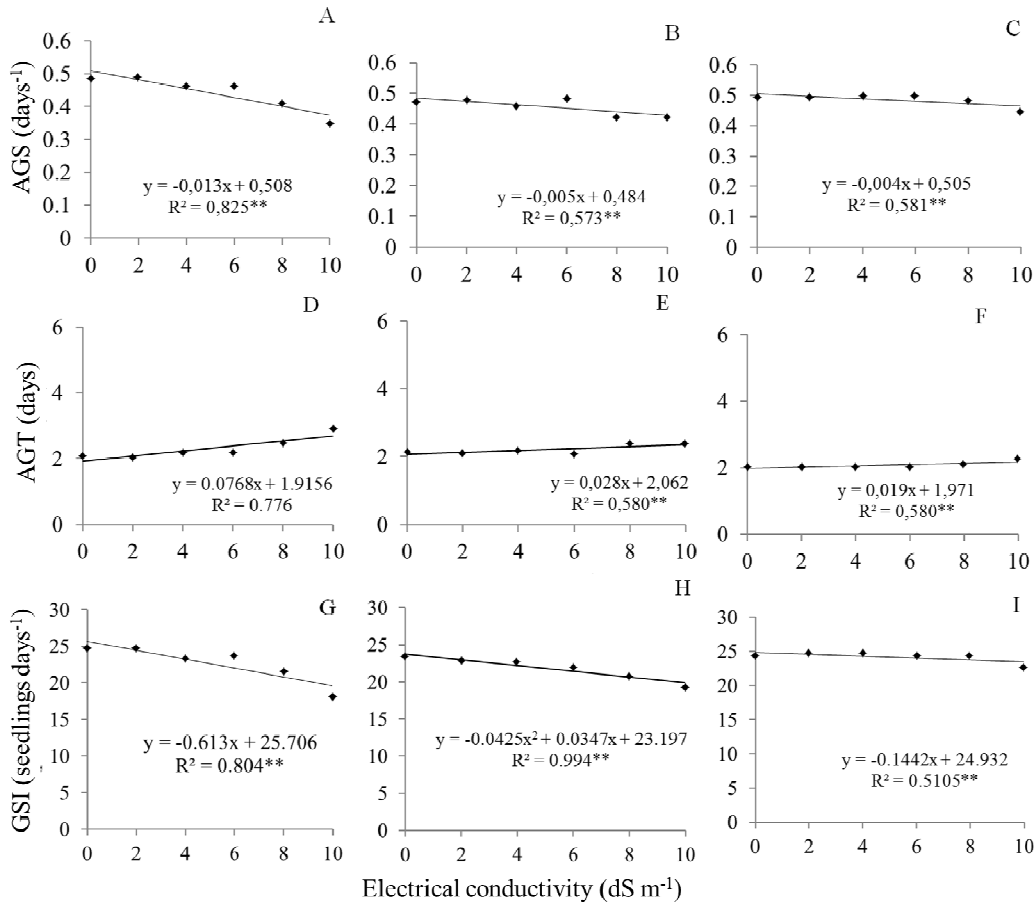 A
B
C
AGS (days⁻¹)
0.6
0.5
0.4
0.3
0.2
0.1
0
0 2 4 6 8 10
y = -0,013x + 0,508
R² = 0,825**
0.6
0.5
0.4
0.3
0.2
0.1
0
0 2 4 6 8 10
y = -0,005x + 0,484
R² = 0,573**
0.6
0.5
0.4
0.3
0.2
0.1
0
0 2 4 6 8 10
y = -0,004x + 0,505
R² = 0,581**
D
E
F
AGT (days)
6
4
2
0
0 2 4 6 8 10
y = 0.0768x + 1.9156
R² = 0.776
6
4
2
0
0 2 4 6 8 10
y = 0,028x + 2,062
R² = 0,580**
6
4
2
0
0 2 4 6 8 10
y = 0,019x + 1,971
R² = 0,580**
G
H
I
GSI (seedlings days⁻¹)
30
25
20
15
10
5
0
0 2 4 6 8 10
y = -0.613x + 25.706
R² = 0.804**
30
25
20
15
10
5
0
0 2 4 6 8 10
y = -0.0425x² + 0.0347x + 23.197
R² = 0.994**
30
25
20
15
10
5
0
0 2 4 6 8 10
y = -0.1442x + 24.932
R² = 0.5105**
Electrical conductivity (dS m⁻¹)